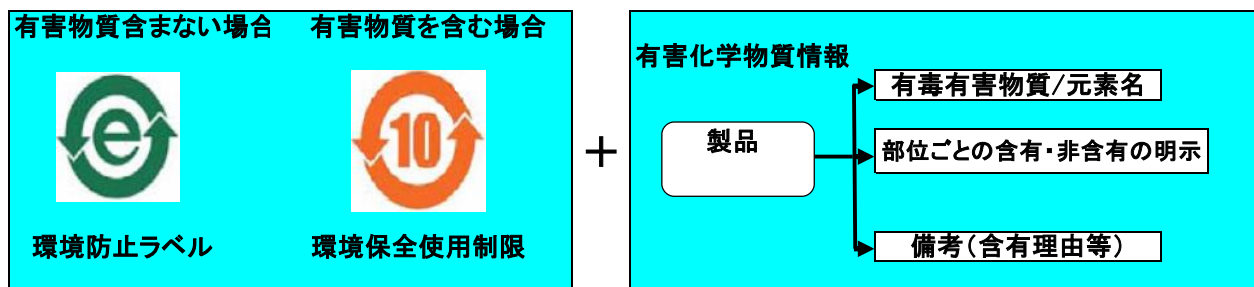 有害物質含まない場合
有害物質を含む場合
e
10
環境防止ラベル
環境保全使用制限
+
有害化学物質情報
製品
有毒有害物質/元素名
部位ごとの含有・非含有の明示
備考(含有理由等)